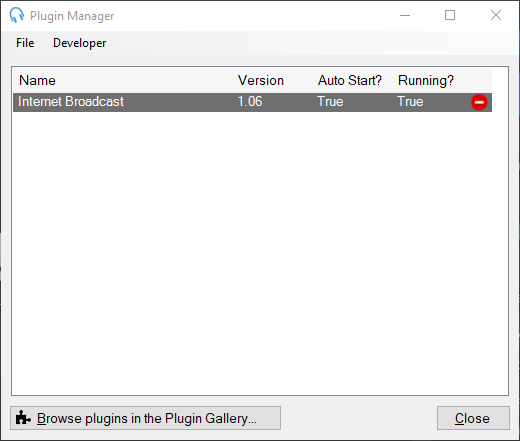 Plugin Manager
File Developer
Name Version Auto Start? Running?
Internet Broadcast 1.06 True True
Browse plugins in the Plugin Gallery... Close